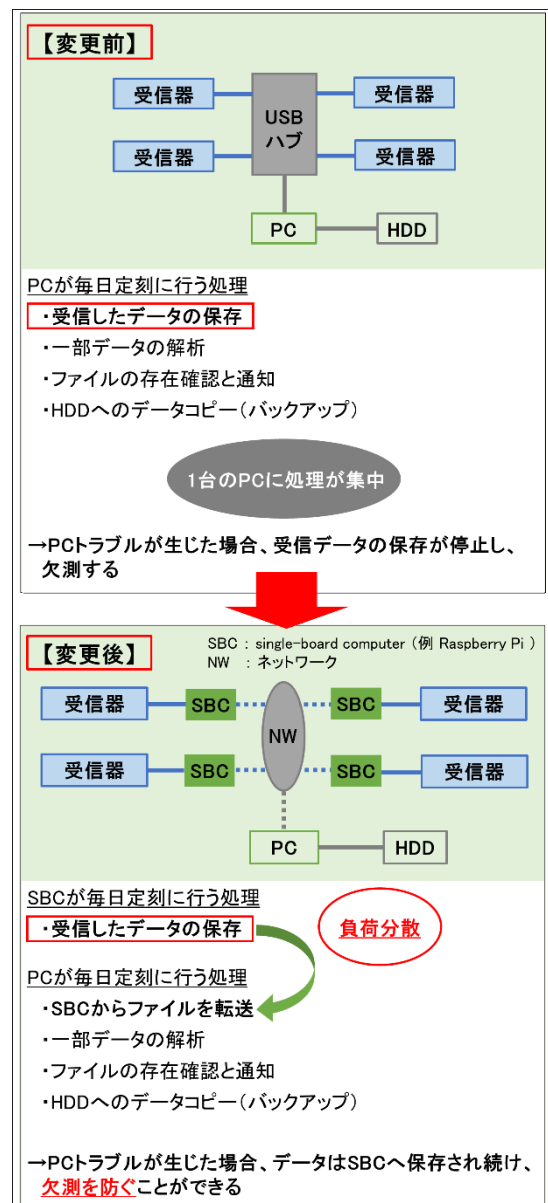 【変更前】
受信器
受信器
USB
ハブ
受信器
受信器
PC
HDD
PCが毎日定刻に行う処理
・受信したデータの保存
・一部データの解析
・ファイルの存在確認と通知
・HDDへのデータコピー（バックアップ）
1台のPCに処理が集中
→PCトラブルが生じた場合、受信データの保存が停止し、
欠測する
【変更後】
SBC : single-board computer (例 Raspberry Pi )
NW : ネットワーク
受信器
SBC
SBC
受信器
NW
受信器
SBC
SBC
受信器
PC
HDD
SBCが毎日定刻に行う処理
・受信したデータの保存
負荷分散
PCが毎日定刻に行う処理
・SBCからファイルを転送
・一部データの解析
・ファイルの存在確認と通知
・HDDへのデータコピー（バックアップ）
→PCトラブルが生じた場合、データはSBCへ保存され続け、
欠測を防ぐことができる